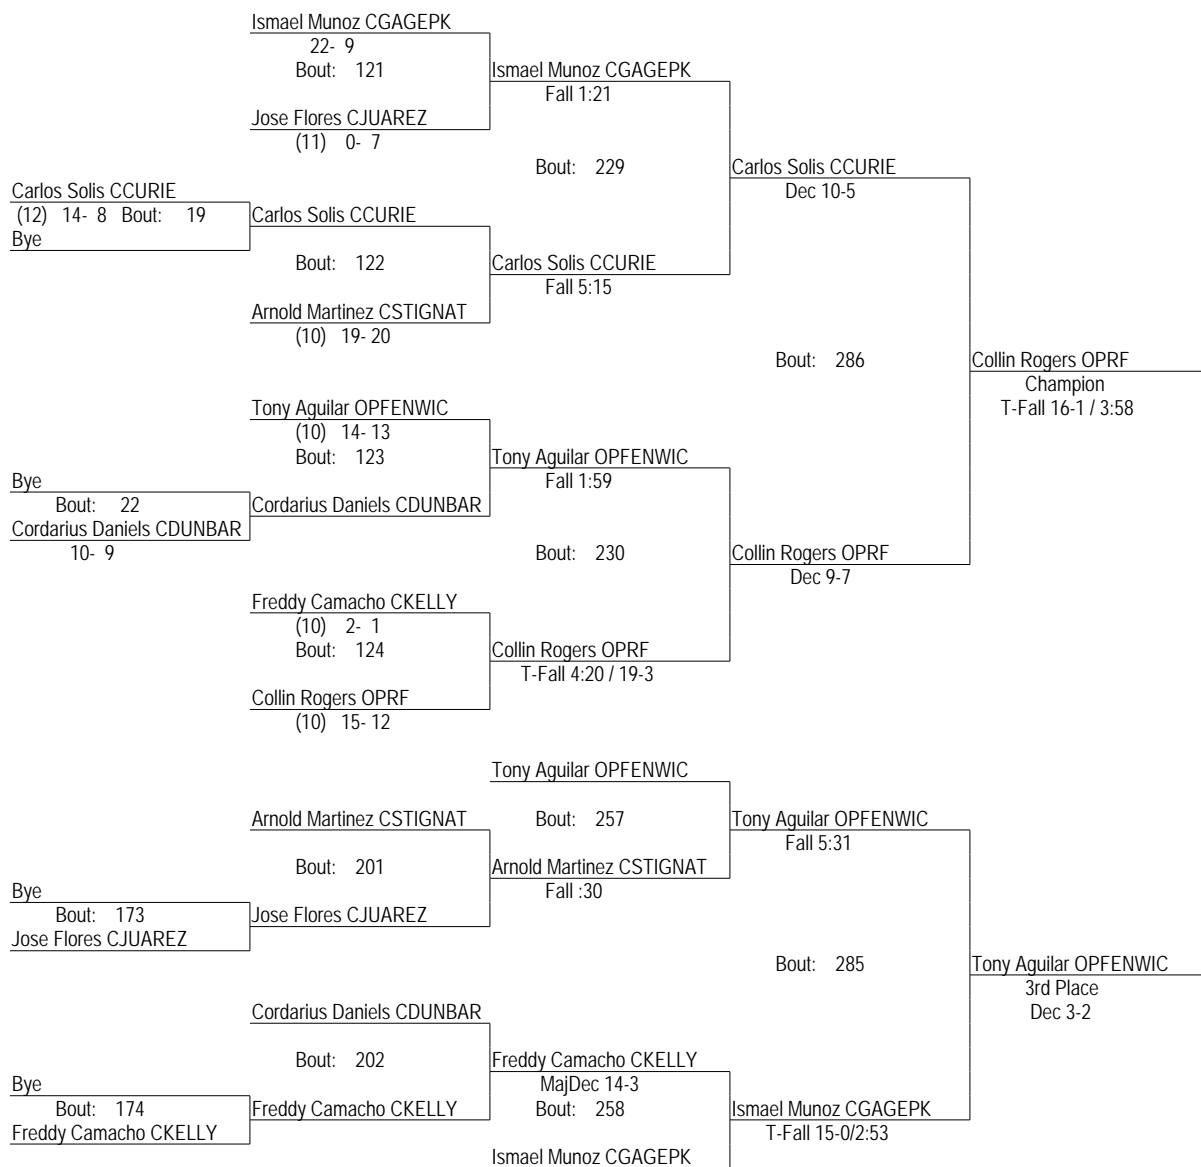 Ismael Munoz CGAGEPK
22- 9
Bout: 121
Ismael Munoz CGAGEPK
Fall 1:21
Jose Flores CJUAREZ
(11) 0- 7
Bout: 229
Carlos Solis CCURIE
Dec 10-5
Carlos Solis CCURIE
(12) 14- 8 Bout: 19
Carlos Solis CCURIE
Bye
Bout: 122
Carlos Solis CCURIE
Fall 5:15
Arnold Martinez CSTIGNAT
(10) 19- 20
Bout: 286
Collin Rogers OPRF
Champion
T-Fall 16-1 / 3:58
Tony Aguilar OPFENWIC
(10) 14- 13
Bout: 123
Tony Aguilar OPFENWIC
Fall 1:59
Bye
Bout: 22
Cordarius Daniels CDUNBAR
Cordarius Daniels CDUNBAR
10- 9
Bout: 230
Collin Rogers OPRF
Dec 9-7
Freddy Camacho CKELLY
(10) 2- 1
Bout: 124
Collin Rogers OPRF
T-Fall 4:20 / 19-3
Collin Rogers OPRF
(10) 15- 12
Tony Aguilar OPFENWIC
Arnold Martinez CSTIGNAT
Bout: 257
Tony Aguilar OPFENWIC
Fall 5:31
Bout: 201
Arnold Martinez CSTIGNAT
Fall :30
Bye
Bout: 173
Jose Flores CJUAREZ
Jose Flores CJUAREZ
Bout: 285
Tony Aguilar OPFENWIC
3rd Place
Dec 3-2
Cordarius Daniels CDUNBAR
Bout: 202
Freddy Camacho CKELLY
MajDec 14-3
Bye
Bout: 174
Freddy Camacho CKELLY
Freddy Camacho CKELLY
Bout: 258
Ismael Munoz CGAGEPK
T-Fall 15-0/2:53
Ismael Munoz CGAGEPK